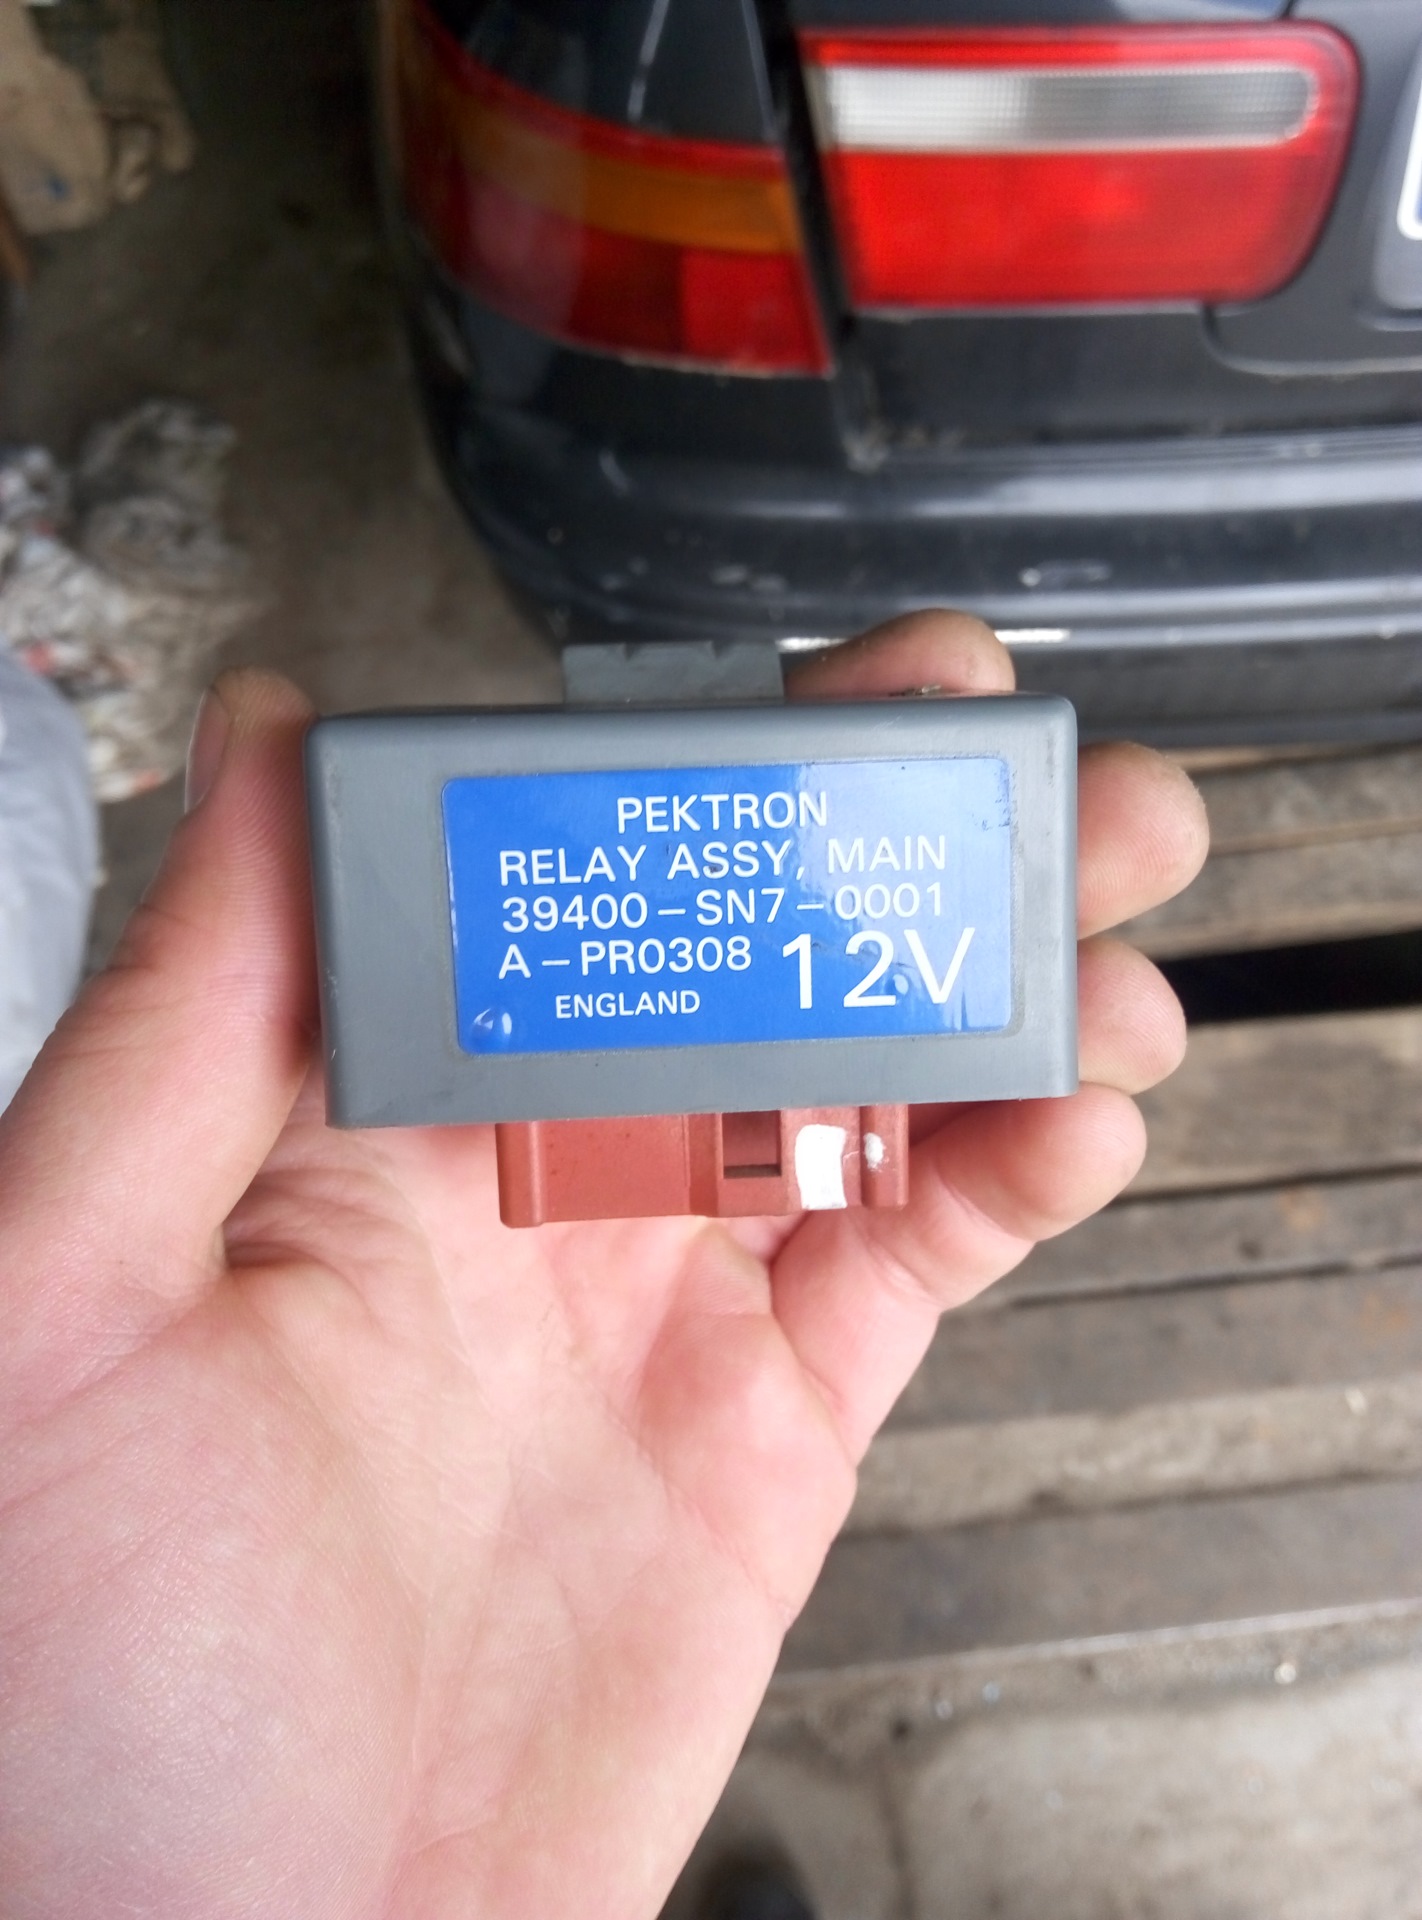 PEKTRON
RELAY ASSY, MAIN
39400-SN7-0001
A-PR0308 12V
ENGLAND